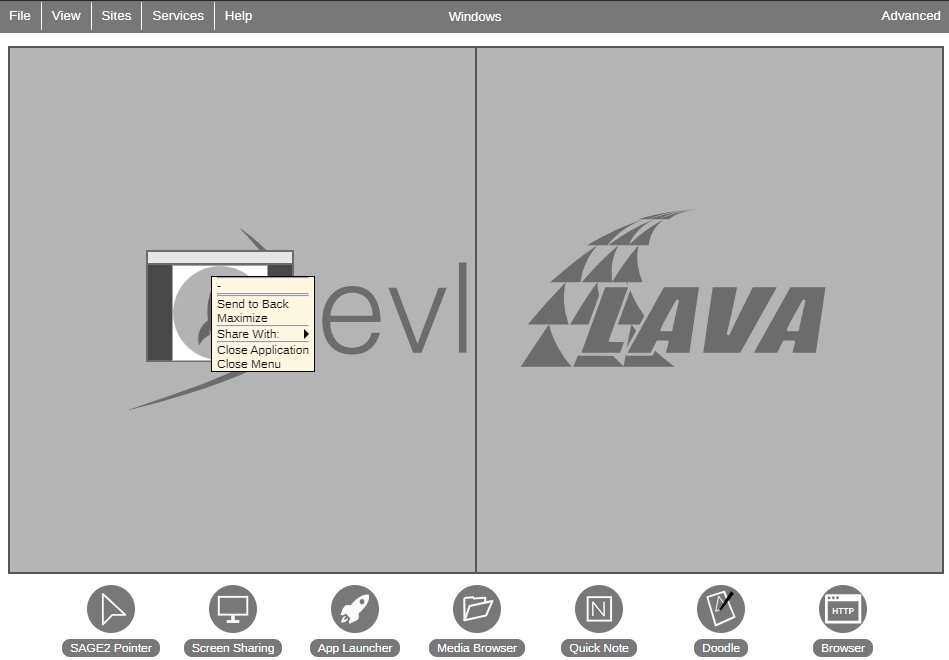 File View Sites Services Help Windows Advanced
-
Send to Back
Maximize
Share With:
Close Application
Close Menu
evl
LAVA
SAGE2 Pointer Screen Sharing App Launcher Media Browser Quick Note Doodle Browser
N
HTTP